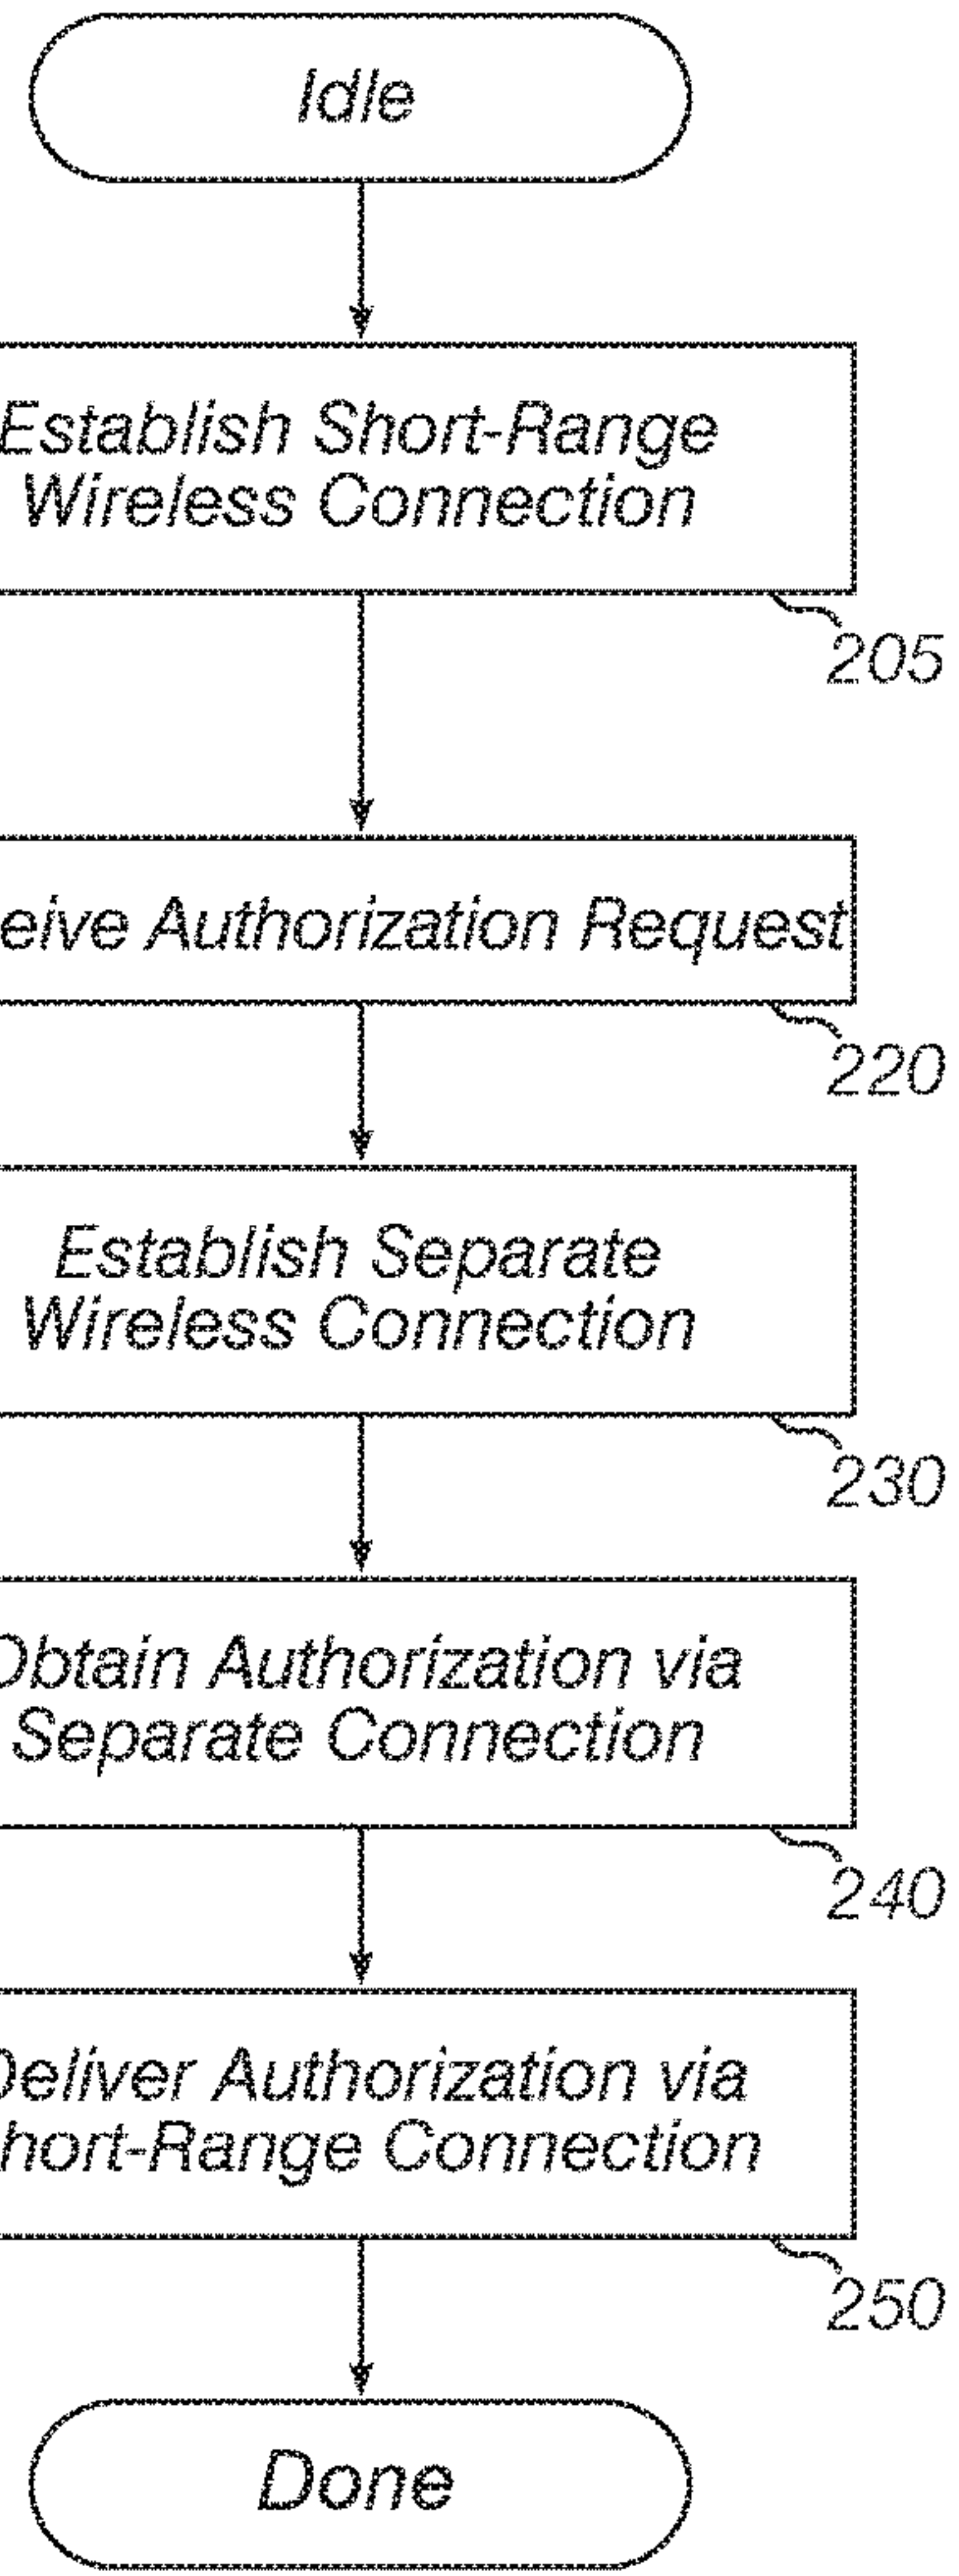 Idle
Establish Short-Range
Wireless Connection
205
eive Authorization Request
220
Establish Separate
Wireless Connection
230
Obtain Authorization via
Separate Connection
240
Deliver Authorization via
hort-Range Connection
250
Done